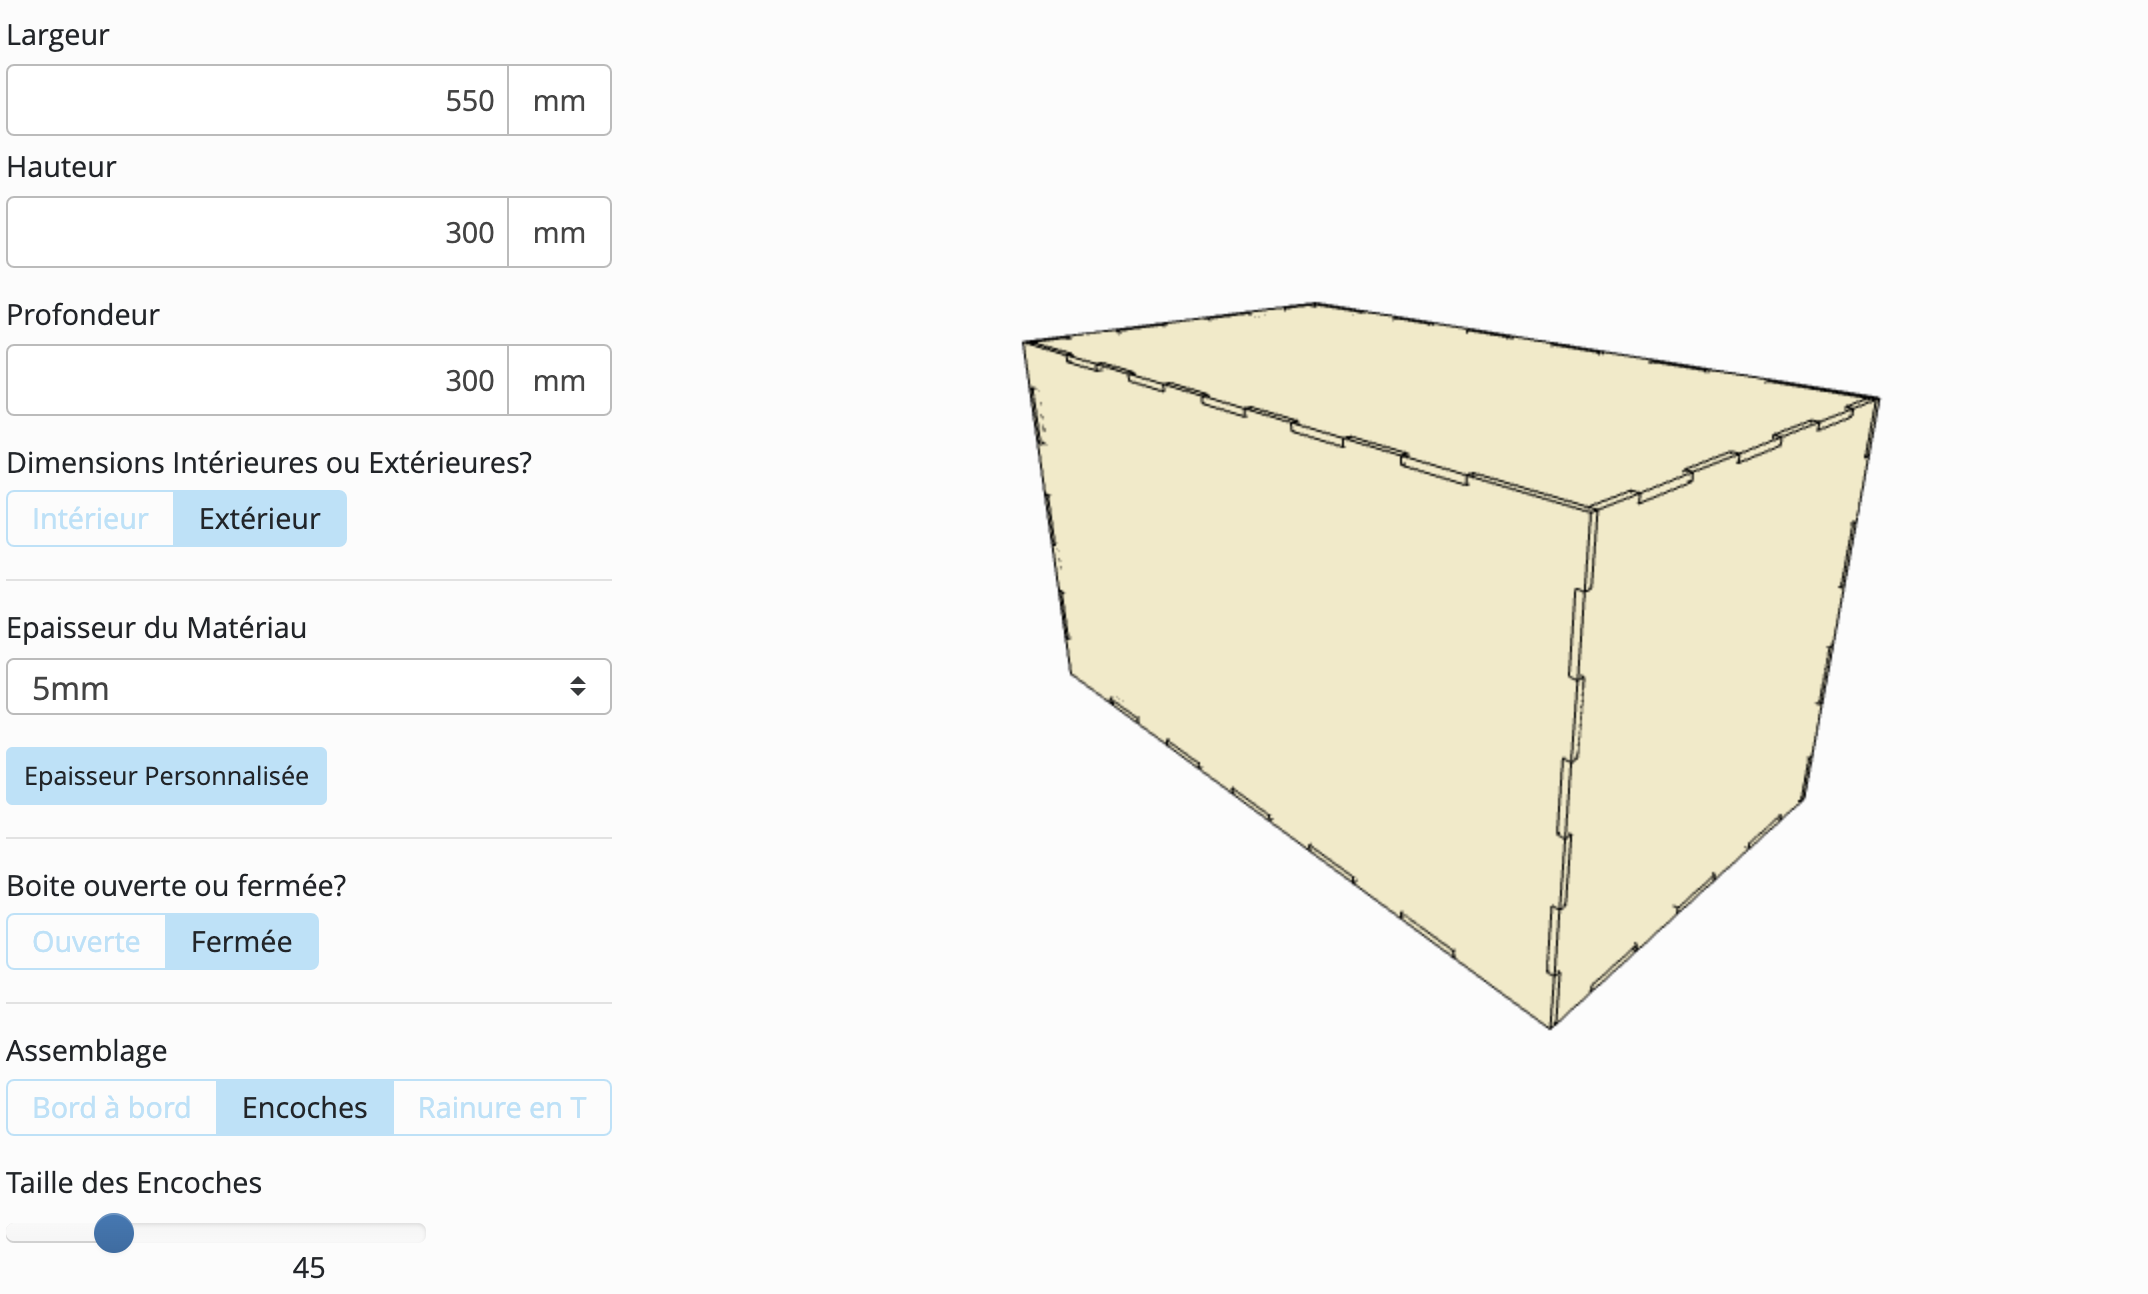 Largeur
550 mm
Hauteur
300 mm
Profondeur
300 mm
Dimensions Intérieures ou Extérieures?
Intérieur Extérieur
Epaisseur du Matériau
5mm
Epaisseur Personnalisée
Boite ouverte ou fermée?
Ouverte Fermée
Assemblage
Bord à bord Encoches Rainure en T
Taille des Encoches
45